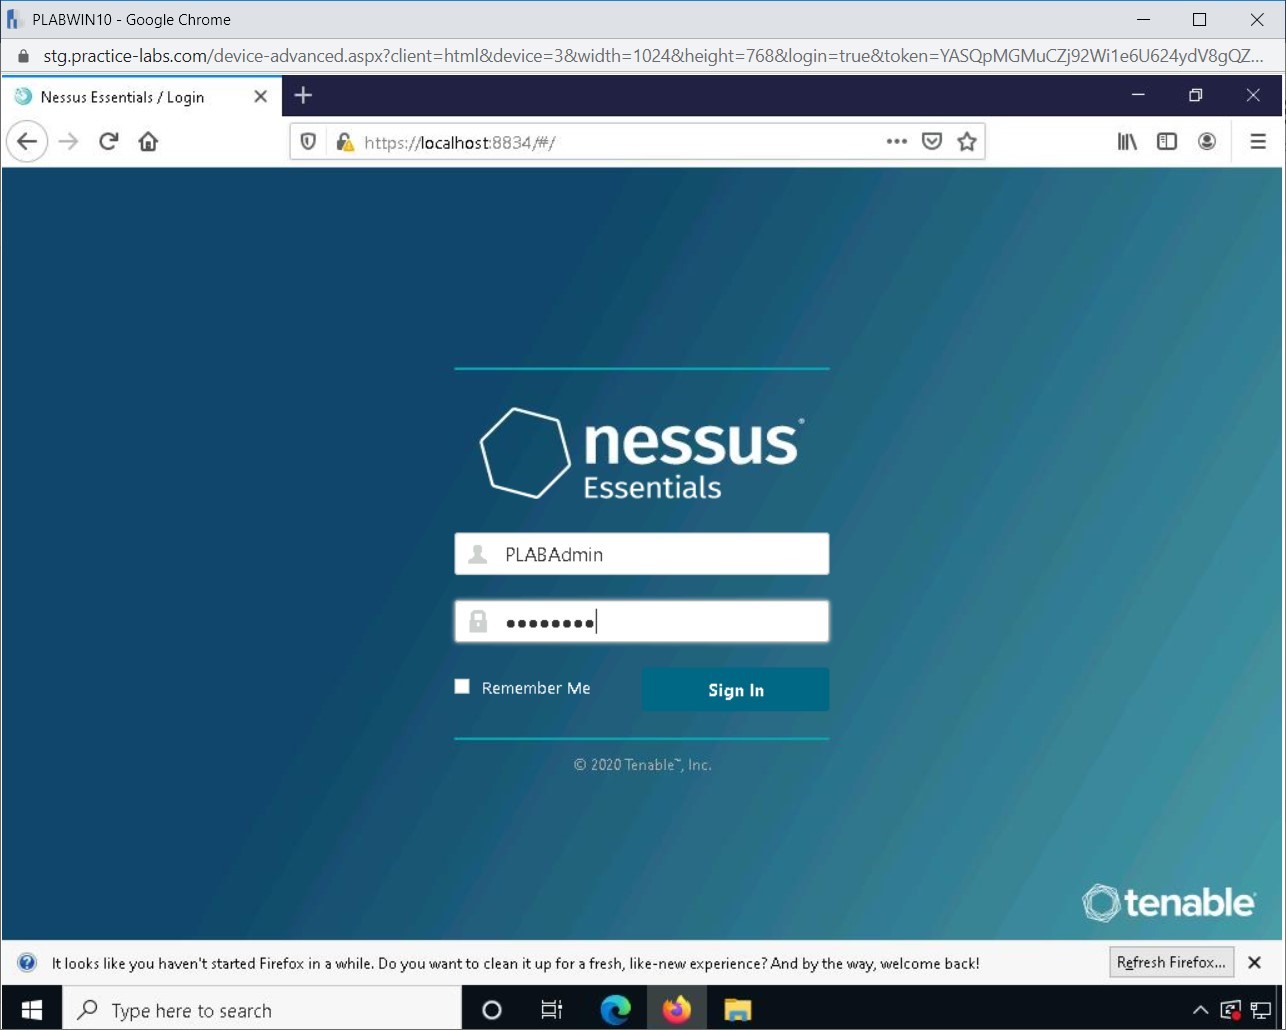 PLABWIN10 - Google Chrome
stg.practice-labs.com/device-advanced.aspx?client=html&device=3&width=1024&height=768&login=true&token=YASQpMGMuCZj92Wi1e6U624ydV8gQZ...
Nessus Essentials / Login
https://localhost:8834/#/
nessus®
Essentials
PLABAdmin
Remember Me
Sign In
© 2020 Tenable™, Inc.
tenable®
It looks like you haven't started Firefox in a while. Do you want to clean it up for a fresh, like-new experience? And by the way, welcome back!
Refresh Firefox...
Type here to search